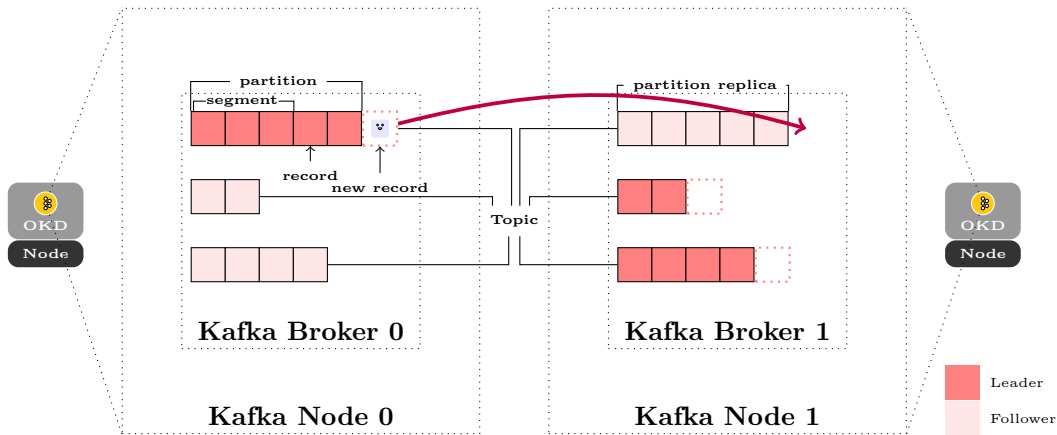 partition
segment
record
new record
partition replica
Topic
OKD
Node
OKD
Node
Kafka Broker 0
Kafka Broker 1
Kafka Node 0
Kafka Node 1
Leader
Follower